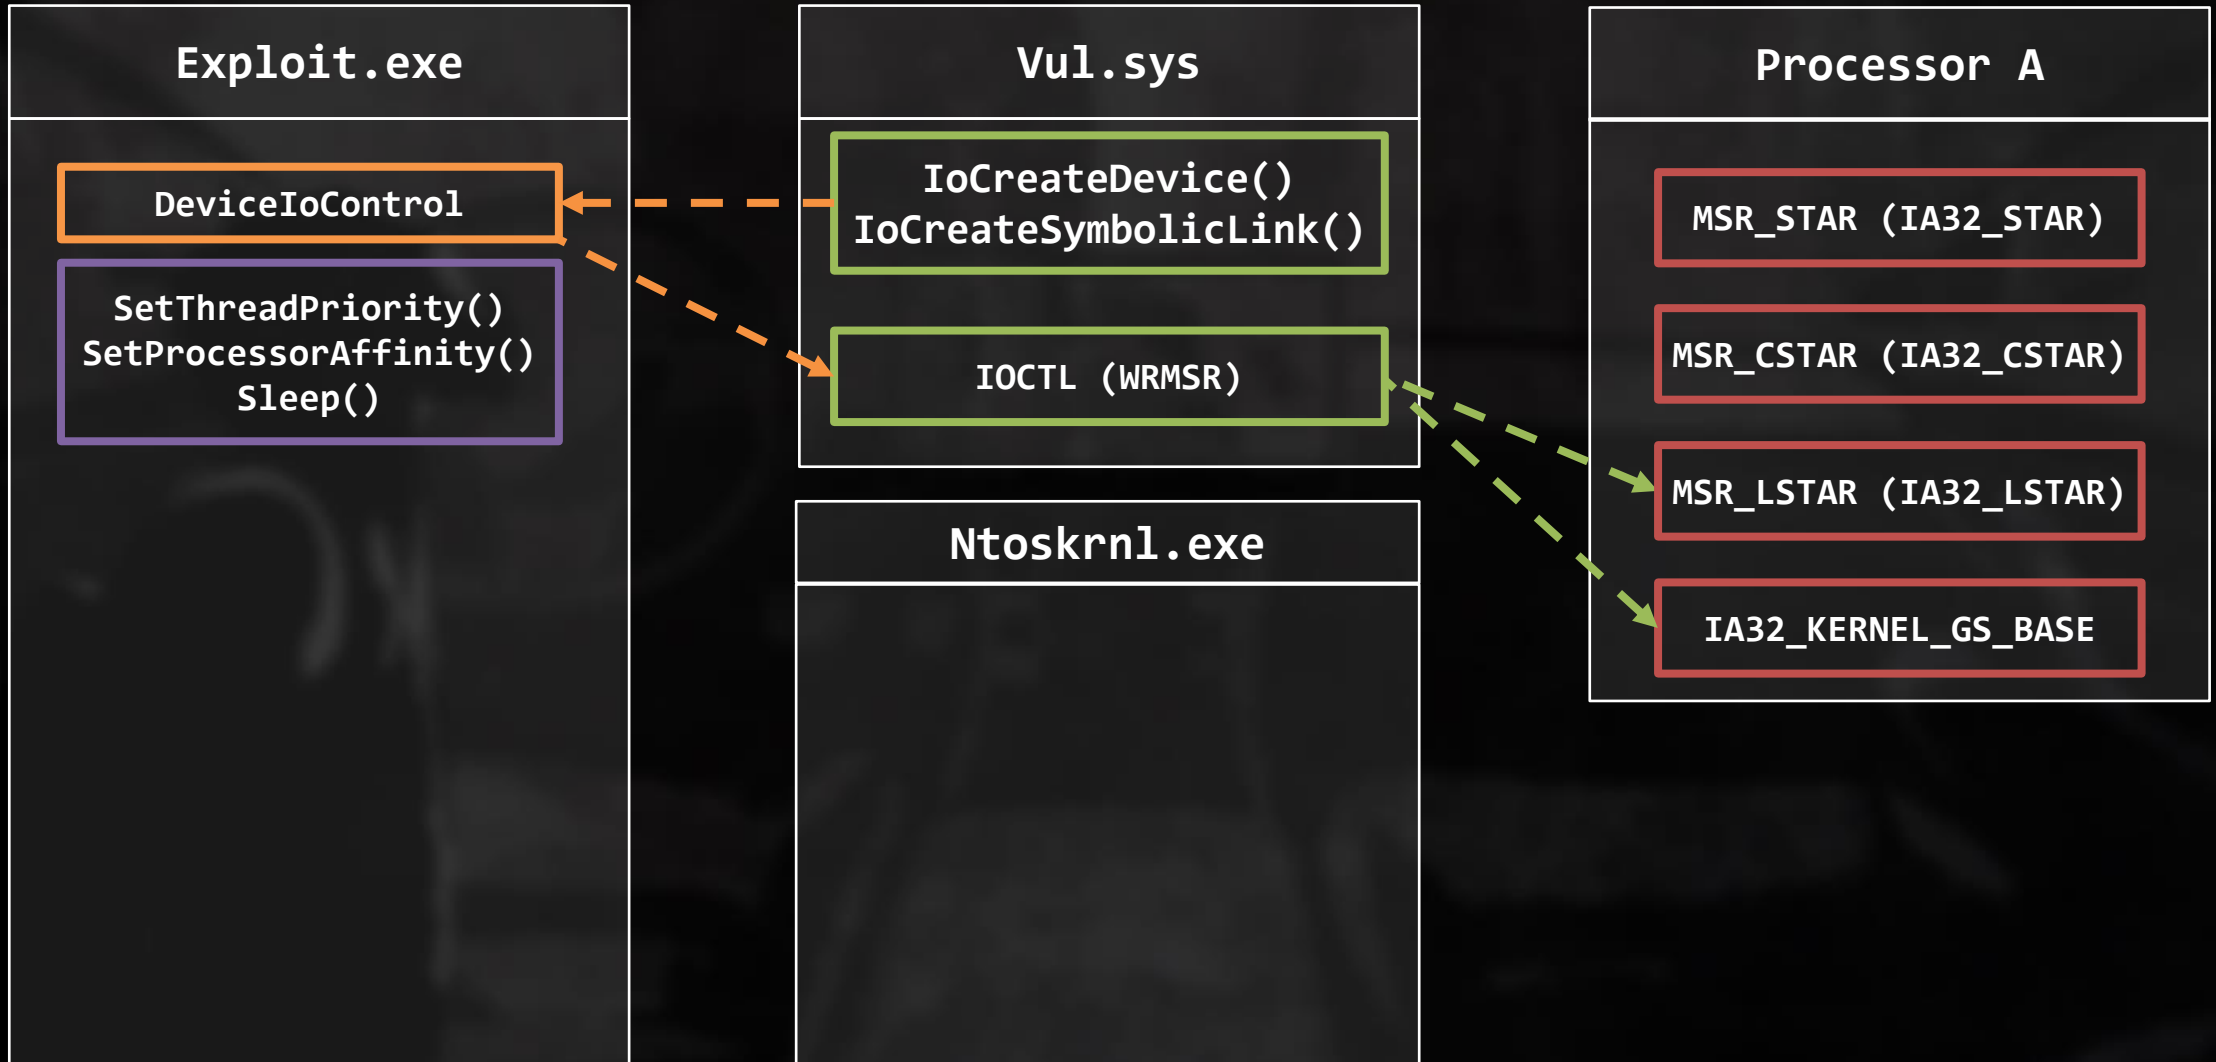 Exploit.exe
DeviceIoControl
SetThreadPriority()
SetProcessorAffinity()
Sleep()
Vul.sys
IoCreateDevice()
IoCreateSymbolicLink()
IOCTL (WRMSR)
Ntoskrnl.exe
Processor A
MSR_STAR (IA32_STAR)
MSR_CSTAR (IA32_CSTAR)
MSR_LSTAR (IA32_LSTAR)
IA32_KERNEL_GS_BASE